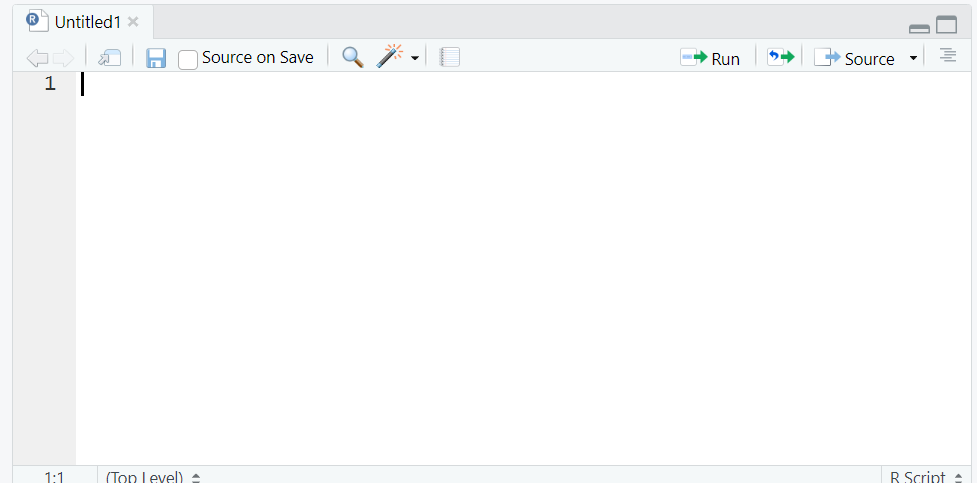 R Untitled1
Source on Save Run Source
1
1:1 (Top Level) R Script